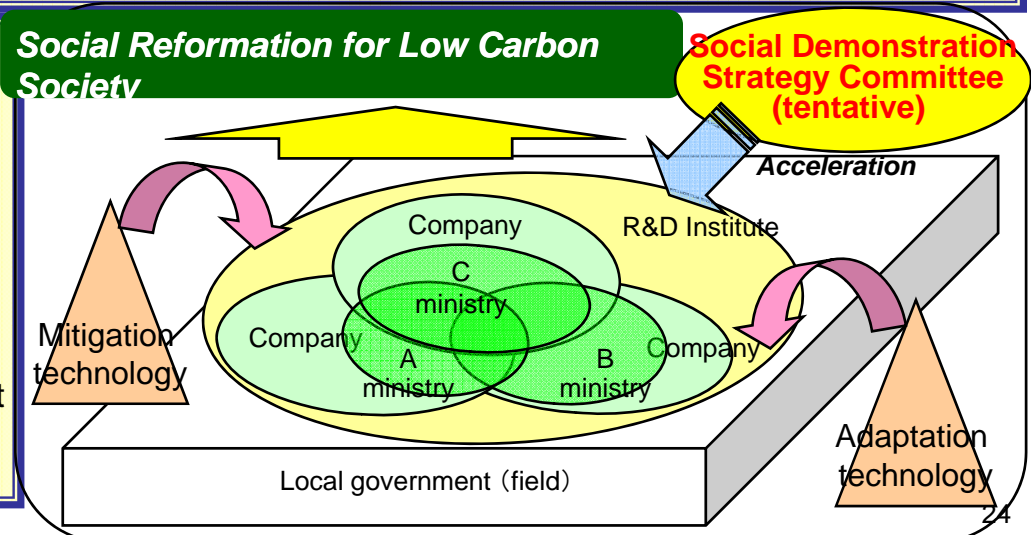 Social Reformation for Low Carbon
Society
Social Demonstration
Strategy Committee
(tentative)
Acceleration
Company
R&D Institute
C
ministry
Mitigation
technology
Company
A
ministry
B
ministry
Company
t
Adaptation
technology
Local government（field）
24